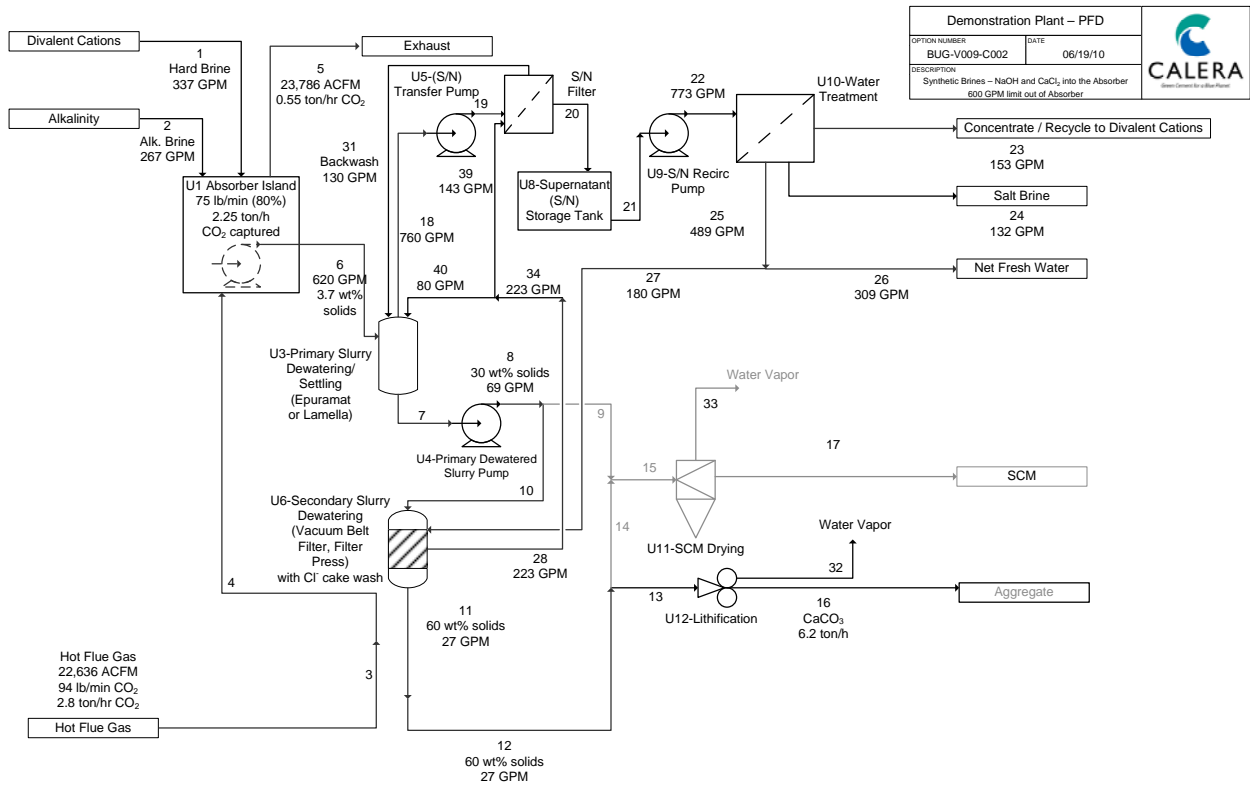 Demonstration Plant – PFD
OPTION NUMBER
BUG-V009-C002
DATE
06/19/10
DESCRIPTION
Synthetic Brines – NaOH and CaCl2 into the Absorber
600 GPM limit out of Absorber
CALERA
Green Cement for a Blue Planet
Divalent Cations
1
Hard Brine
337 GPM
Alkalinity
2
Alk. Brine
267 GPM
Exhaust
5
23,786 ACFM
0.55 ton/hr CO2
U1 Absorber Island
75 lb/min (80%)
2.25 ton/h
CO2 captured
6
620 GPM
3.7 wt%
solids
31
Backwash
130 GPM
U5-(S/N)
Transfer Pump
19
39
143 GPM
18
760 GPM
S/N
Filter
20
U8-Supernatant
(S/N)
Storage Tank
21
U9-S/N Recirc
Pump
22
773 GPM
U10-Water
Treatment
Concentrate / Recycle to Divalent Cations
23
153 GPM
Salt Brine
24
132 GPM
25
489 GPM
Net Fresh Water
26
309 GPM
27
180 GPM
40
80 GPM
34
223 GPM
U3-Primary Slurry
Dewatering/
Settling
(Epuramat
or Lamella)
7
8
30 wt% solids
69 GPM
U4-Primary Dewatered
Slurry Pump
9
10
U6-Secondary Slurry
Dewatering
(Vacuum Belt
Filter, Filter
Press)
with Cl- cake wash
28
223 GPM
11
60 wt% solids
27 GPM
12
60 wt% solids
27 GPM
14
15
Water Vapor
33
17
SCM
U11-SCM Drying
Water Vapor
32
13
U12-Lithification
16
CaCO3
6.2 ton/h
Aggregate
4
3
Hot Flue Gas
22,636 ACFM
94 lb/min CO2
2.8 ton/hr CO2
Hot Flue Gas